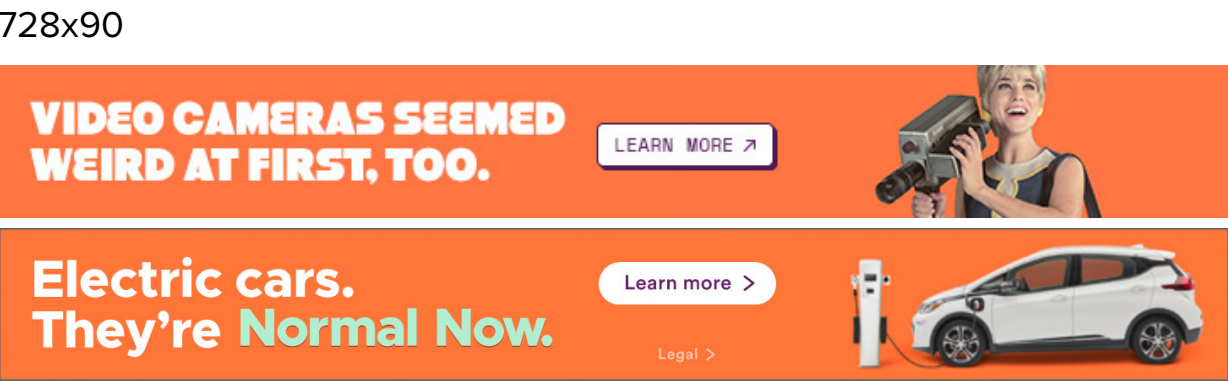 728x90
VIDEO CAMERAS SEEMED
WEIRD AT FIRST, TOO.
LEARN MORE ↗
Electric cars.
They’re Normal Now.
Learn more >
Legal >